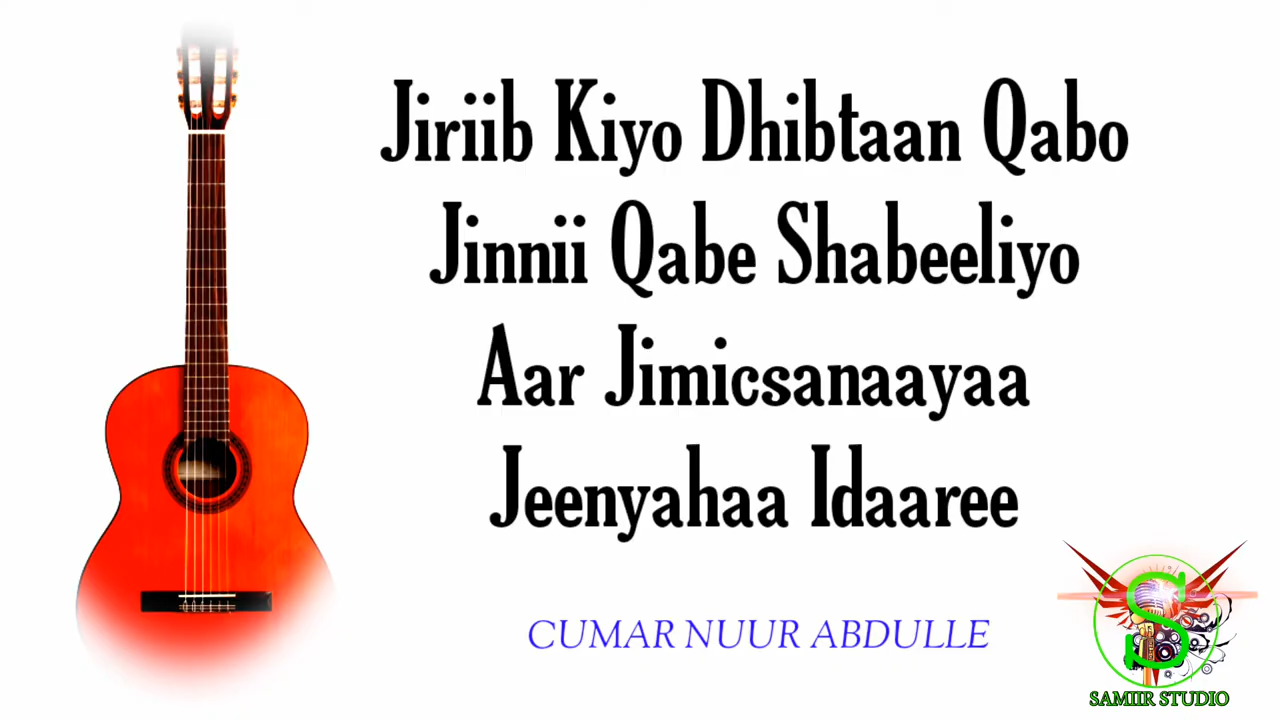 Jiriib Kiyo Dhibtaan Qabo
Jinnii Qabe Shabeeliyo
Aar Jimicsanaayaa
Jeenyahaa Idaaree
CUMAR NUUR ABDULLE
S
SAMIIR STUDIO